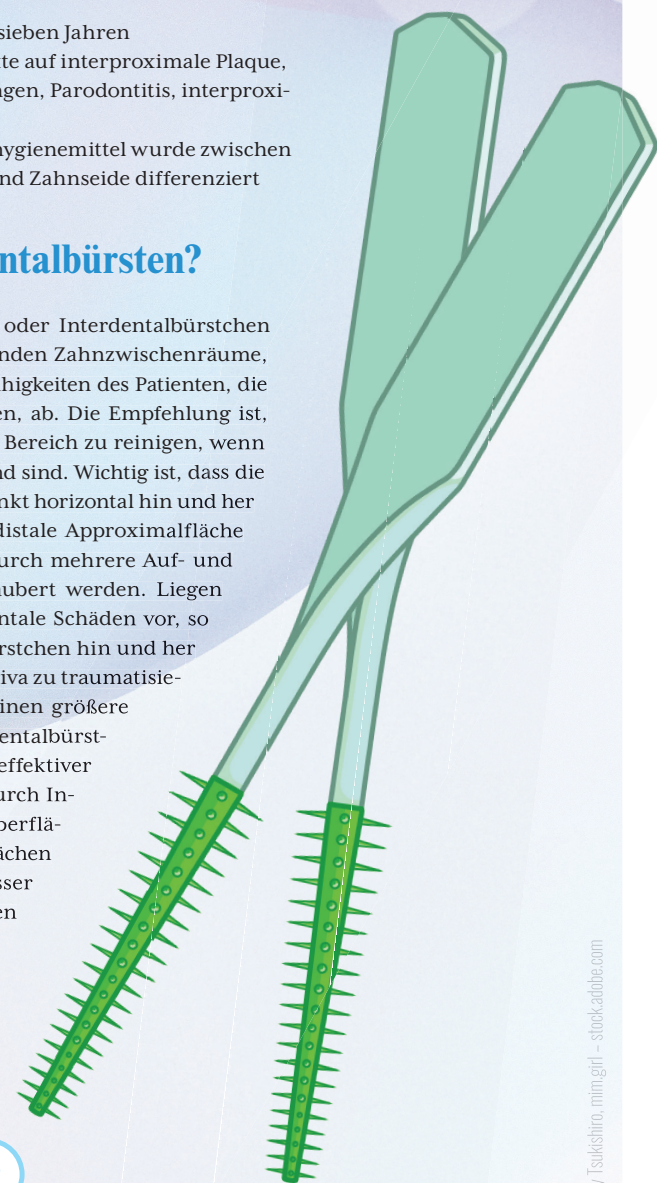 sieben Jahren
te auf interproximale Plaque,
gen, Parodontitis, interproxi-
hygienemittel wurde zwischen
nd Zahnseide differenziert
ntalbürsten?
oder Interdentalbürstchen
nden Zahnzwischenräume,
higkeiten des Patienten, die
en, ab. Die Empfehlung ist,
Bereich zu reinigen, wenn
nd sind. Wichtig ist, dass die
nkt horizontal hin und her
distale Approximalfläche
urch mehrere Auf- und
ubert werden. Liegen
ntale Schäden vor, so
rstchen hin und her
iva zu traumatisie-
inen größere
entalbürst-
effektiver
urch In-
berflä-
ächen
sser
en
/ Tsukishiro, mim.girl – stock.adobe.com